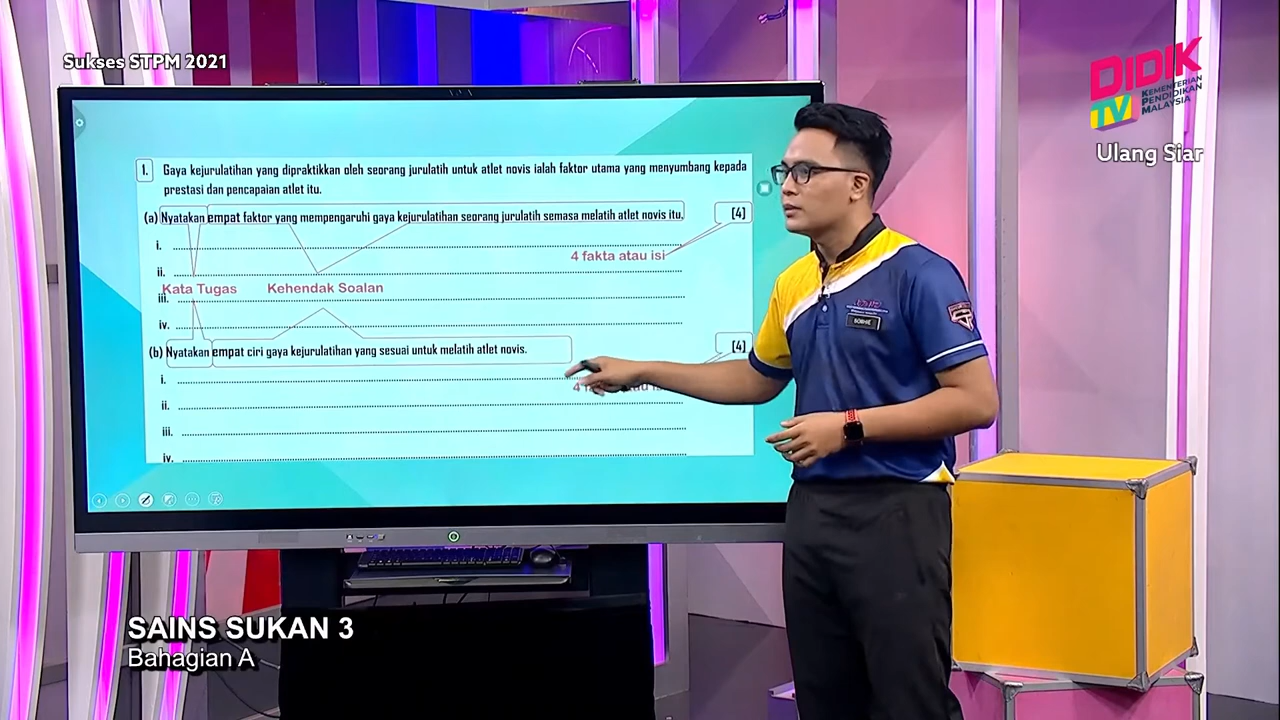 Sukses STPM 2021
DIDIK
TV
KEMENTERIAN
PENDIDIKAN
MALAYSIA
Ulang Siar
1. Gaya kejurulatihan yang dipraktikkan oleh seorang jurulatih untuk atlet novis ialah faktor utama yang menyumbang kepada
prestasi dan pencapaian atlet itu.
(a) Nyatakan empat faktor yang mempengaruhi gaya kejurulatihan seorang jurulatih semasa melatih atlet novis itu. [4]
i.
4 fakta atau isi
ii.
Kata Tugas Kehendak Soalan
iii.
iv.
(b) Nyatakan empat ciri gaya kejurulatihan yang sesuai untuk melatih atlet novis. [4]
i.
4
ii.
iii.
iv.
SAINS SUKAN 3
Bahagian A